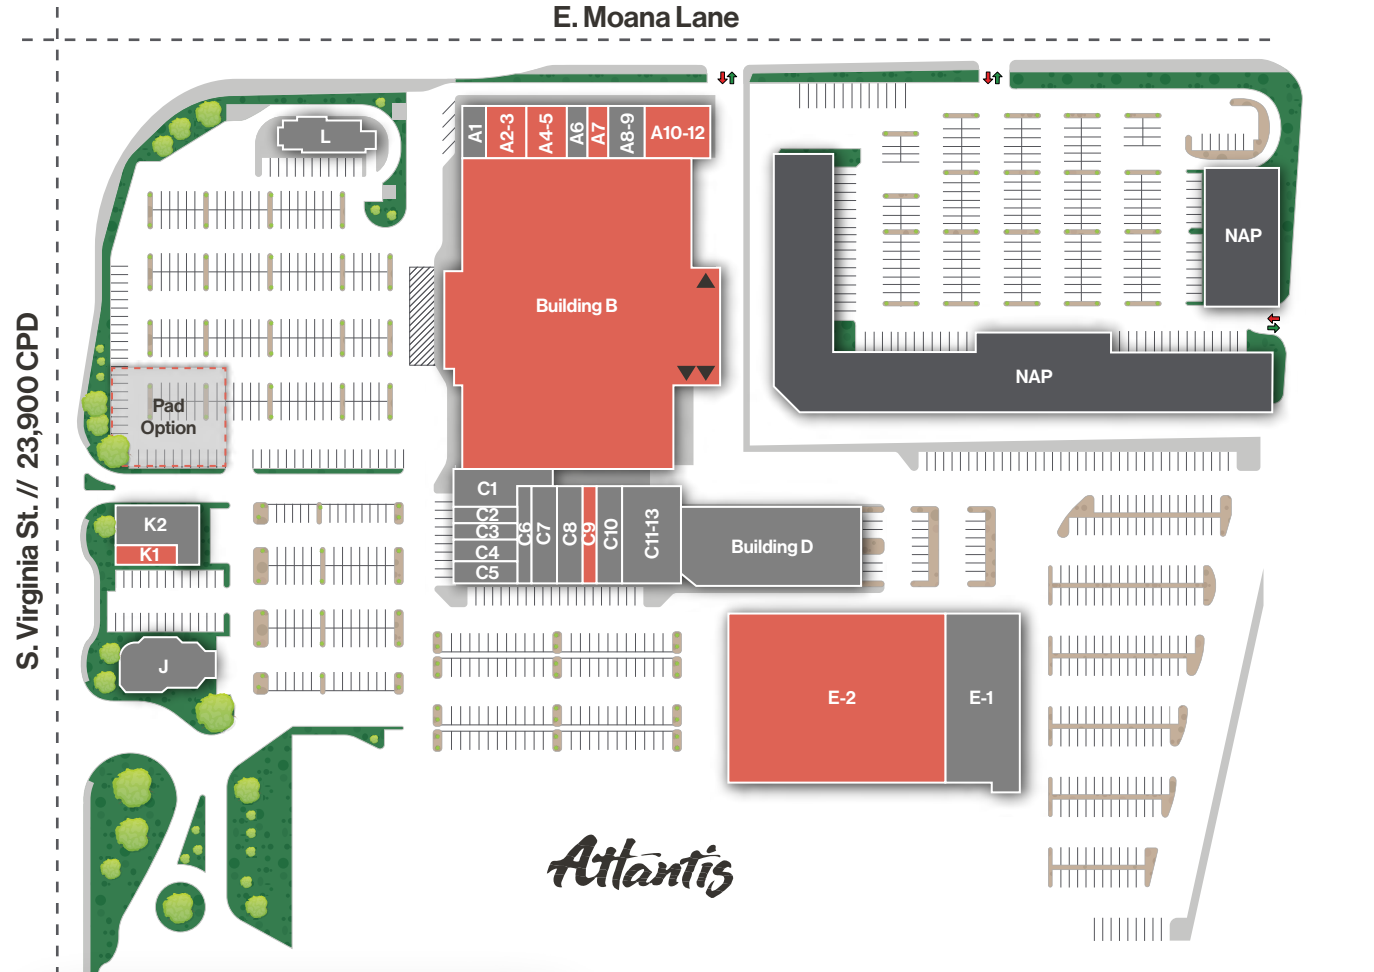 E. Moana Lane
S. Virginia St. // 23,900 CPD
L
A1
A2-3
A4-5
A6
A7
A8-9
A10-12
NAP
Building B
NAP
Pad
Option
C1
C2
C3
C4
C5
C6
C7
C8
C9
C10
C11-13
Building D
K2
K1
J
E-2
E-1
Atlantis